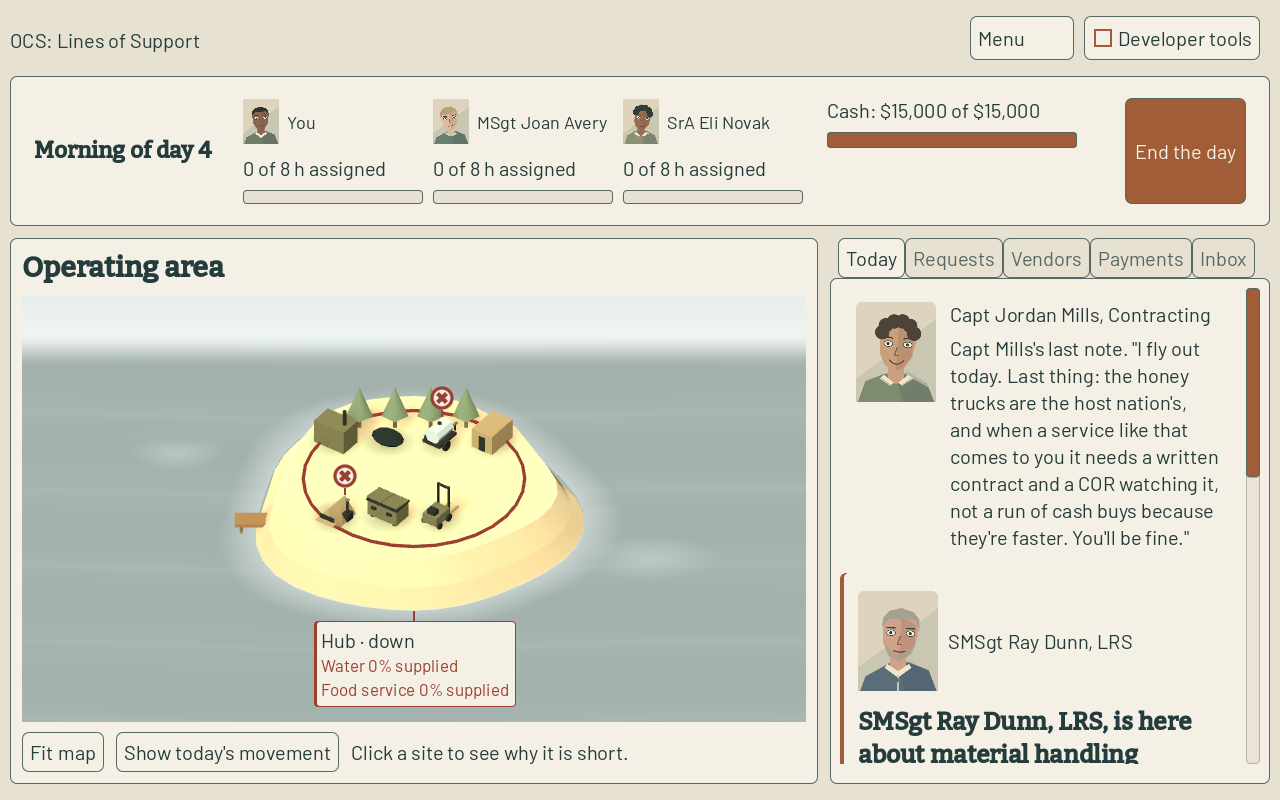 OCS: Lines of Support
Menu
Developer tools
Morning of day 4
You
0 of 8 h assigned
MSgt Joan Avery
0 of 8 h assigned
SrA Eli Novak
0 of 8 h assigned
Cash: $15,000 of $15,000
End the day
Operating area
Hub · down
Water 0% supplied
Food service 0% supplied
Fit map
Show today's movement
Click a site to see why it is short.
Today
Requests
Vendors
Payments
Inbox
Capt Jordan Mills, Contracting
Capt Mills's last note. "I fly out
today. Last thing: the honey
trucks are the host nation's,
and when a service like that
comes to you it needs a written
contract and a COR watching it,
not a run of cash buys because
they're faster. You'll be fine."
SMSgt Ray Dunn, LRS
SMSgt Ray Dunn, LRS, is here
about material handling